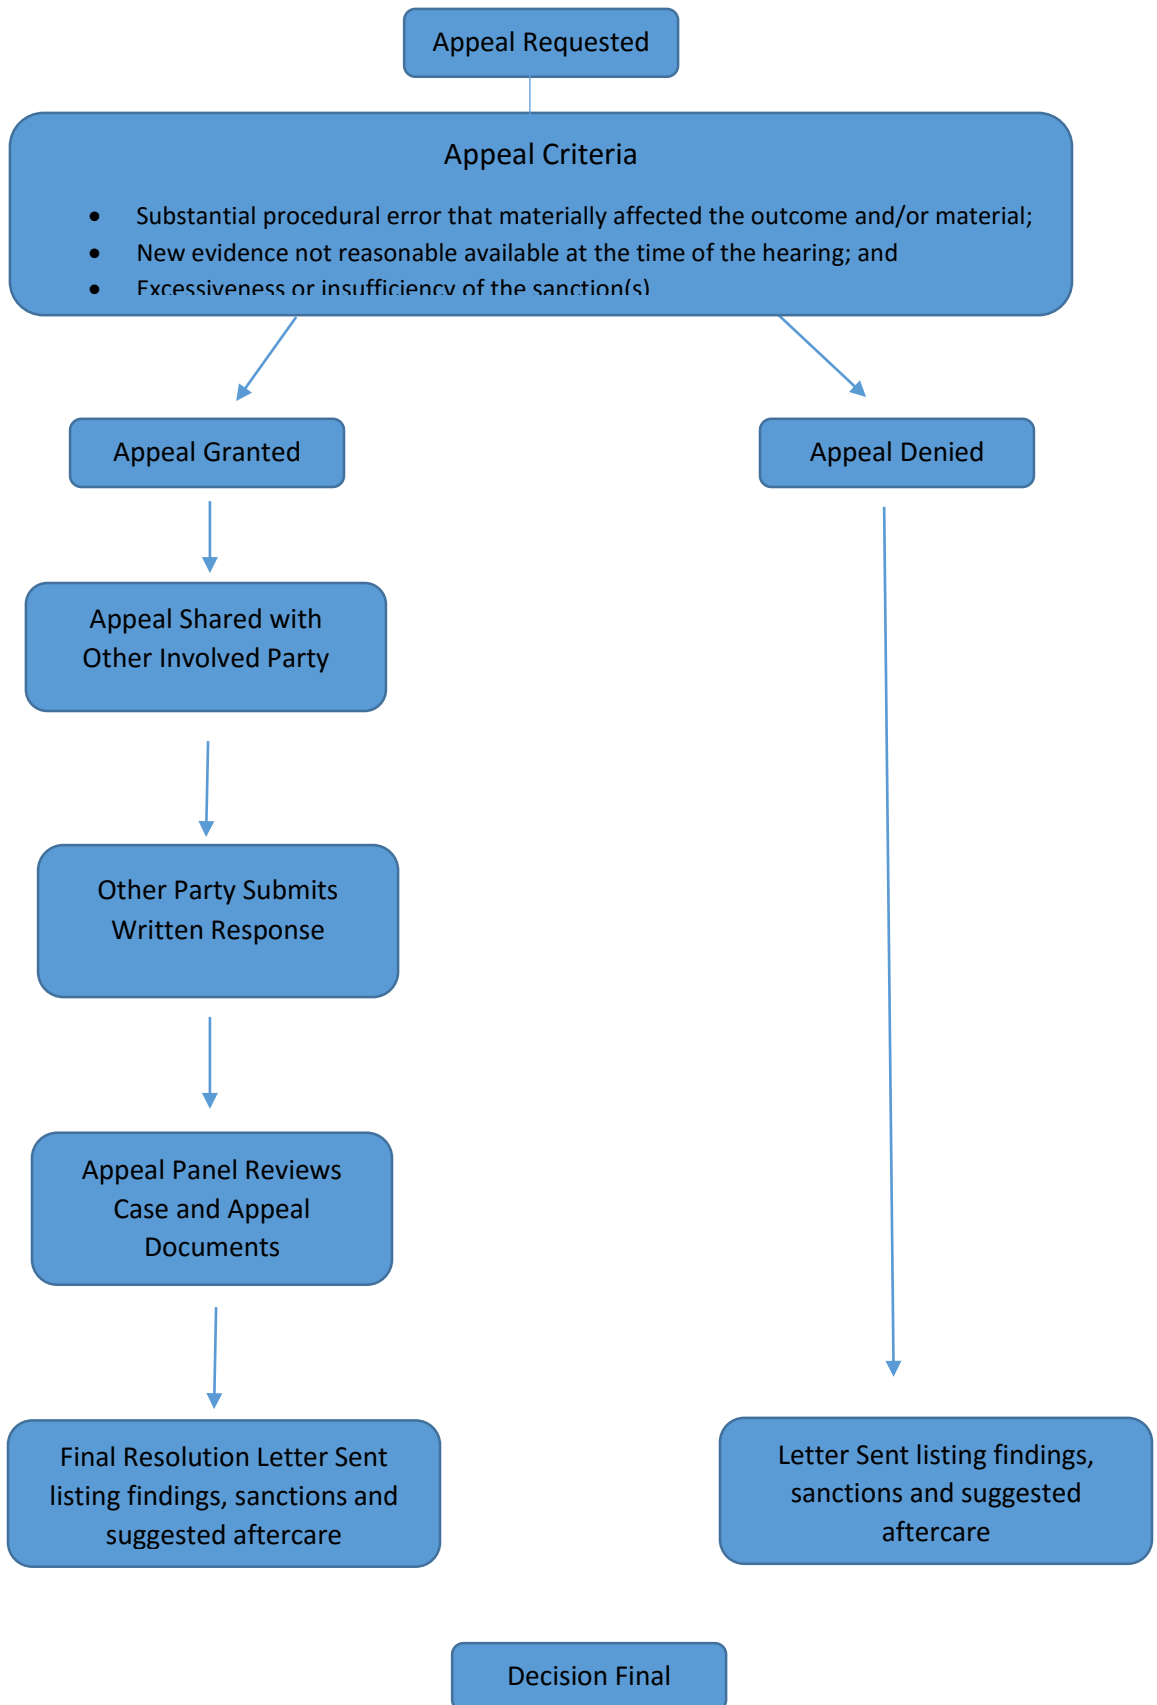 Appeal Requested
Appeal Criteria
• Substantial procedural error that materially affected the outcome and/or material;
• New evidence not reasonable available at the time of the hearing; and
• Excessiveness or insufficiency of the sanction(s)
Appeal Granted
Appeal Denied
Appeal Shared with
Other Involved Party
Other Party Submits
Written Response
Appeal Panel Reviews
Case and Appeal
Documents
Final Resolution Letter Sent
listing findings, sanctions and
suggested aftercare
Letter Sent listing findings,
sanctions and suggested
aftercare
Decision Final